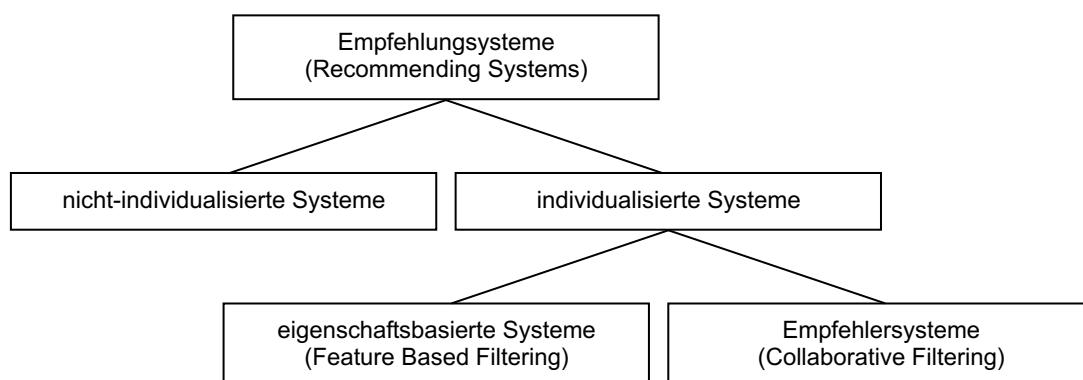 Empfehlungsysteme
(Recommending Systems)
nicht-individualisierte Systeme
individualisierte Systeme
eigenschaftsbasierte Systeme
(Feature Based Filtering)
Empfehlersysteme
(Collaborative Filtering)